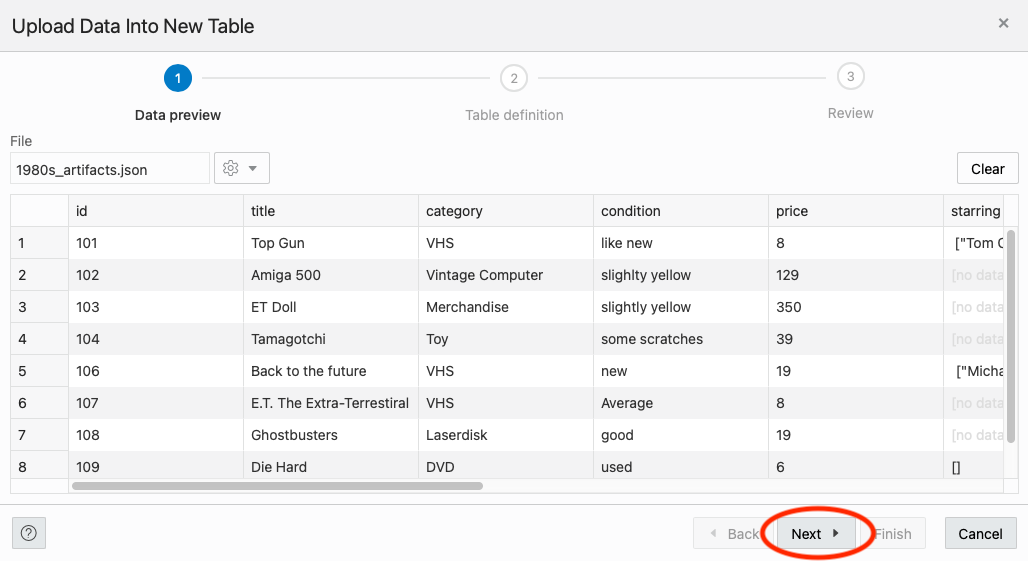 Upload Data Into New Table
1 2 3
Data preview Table definition Review
File
1980s_artifacts.json Clear
id title category condition price starring
1 101 Top Gun VHS like new 8 ["Tom
2 102 Amiga 500 Vintage Computer slighlty yellow 129 [no data
3 103 ET Doll Merchandise slightly yellow 350 [no data
4 104 Tamagotchi Toy some scratches 39 [no data
5 106 Back to the future VHS new 19 ["Micha
6 107 E.T. The Extra-Terrestiral VHS Average 8 [no data
7 108 Ghostbusters Laserdisk good 19 [no data
8 109 Die Hard DVD used 6 []
? Back Next Finish Cancel